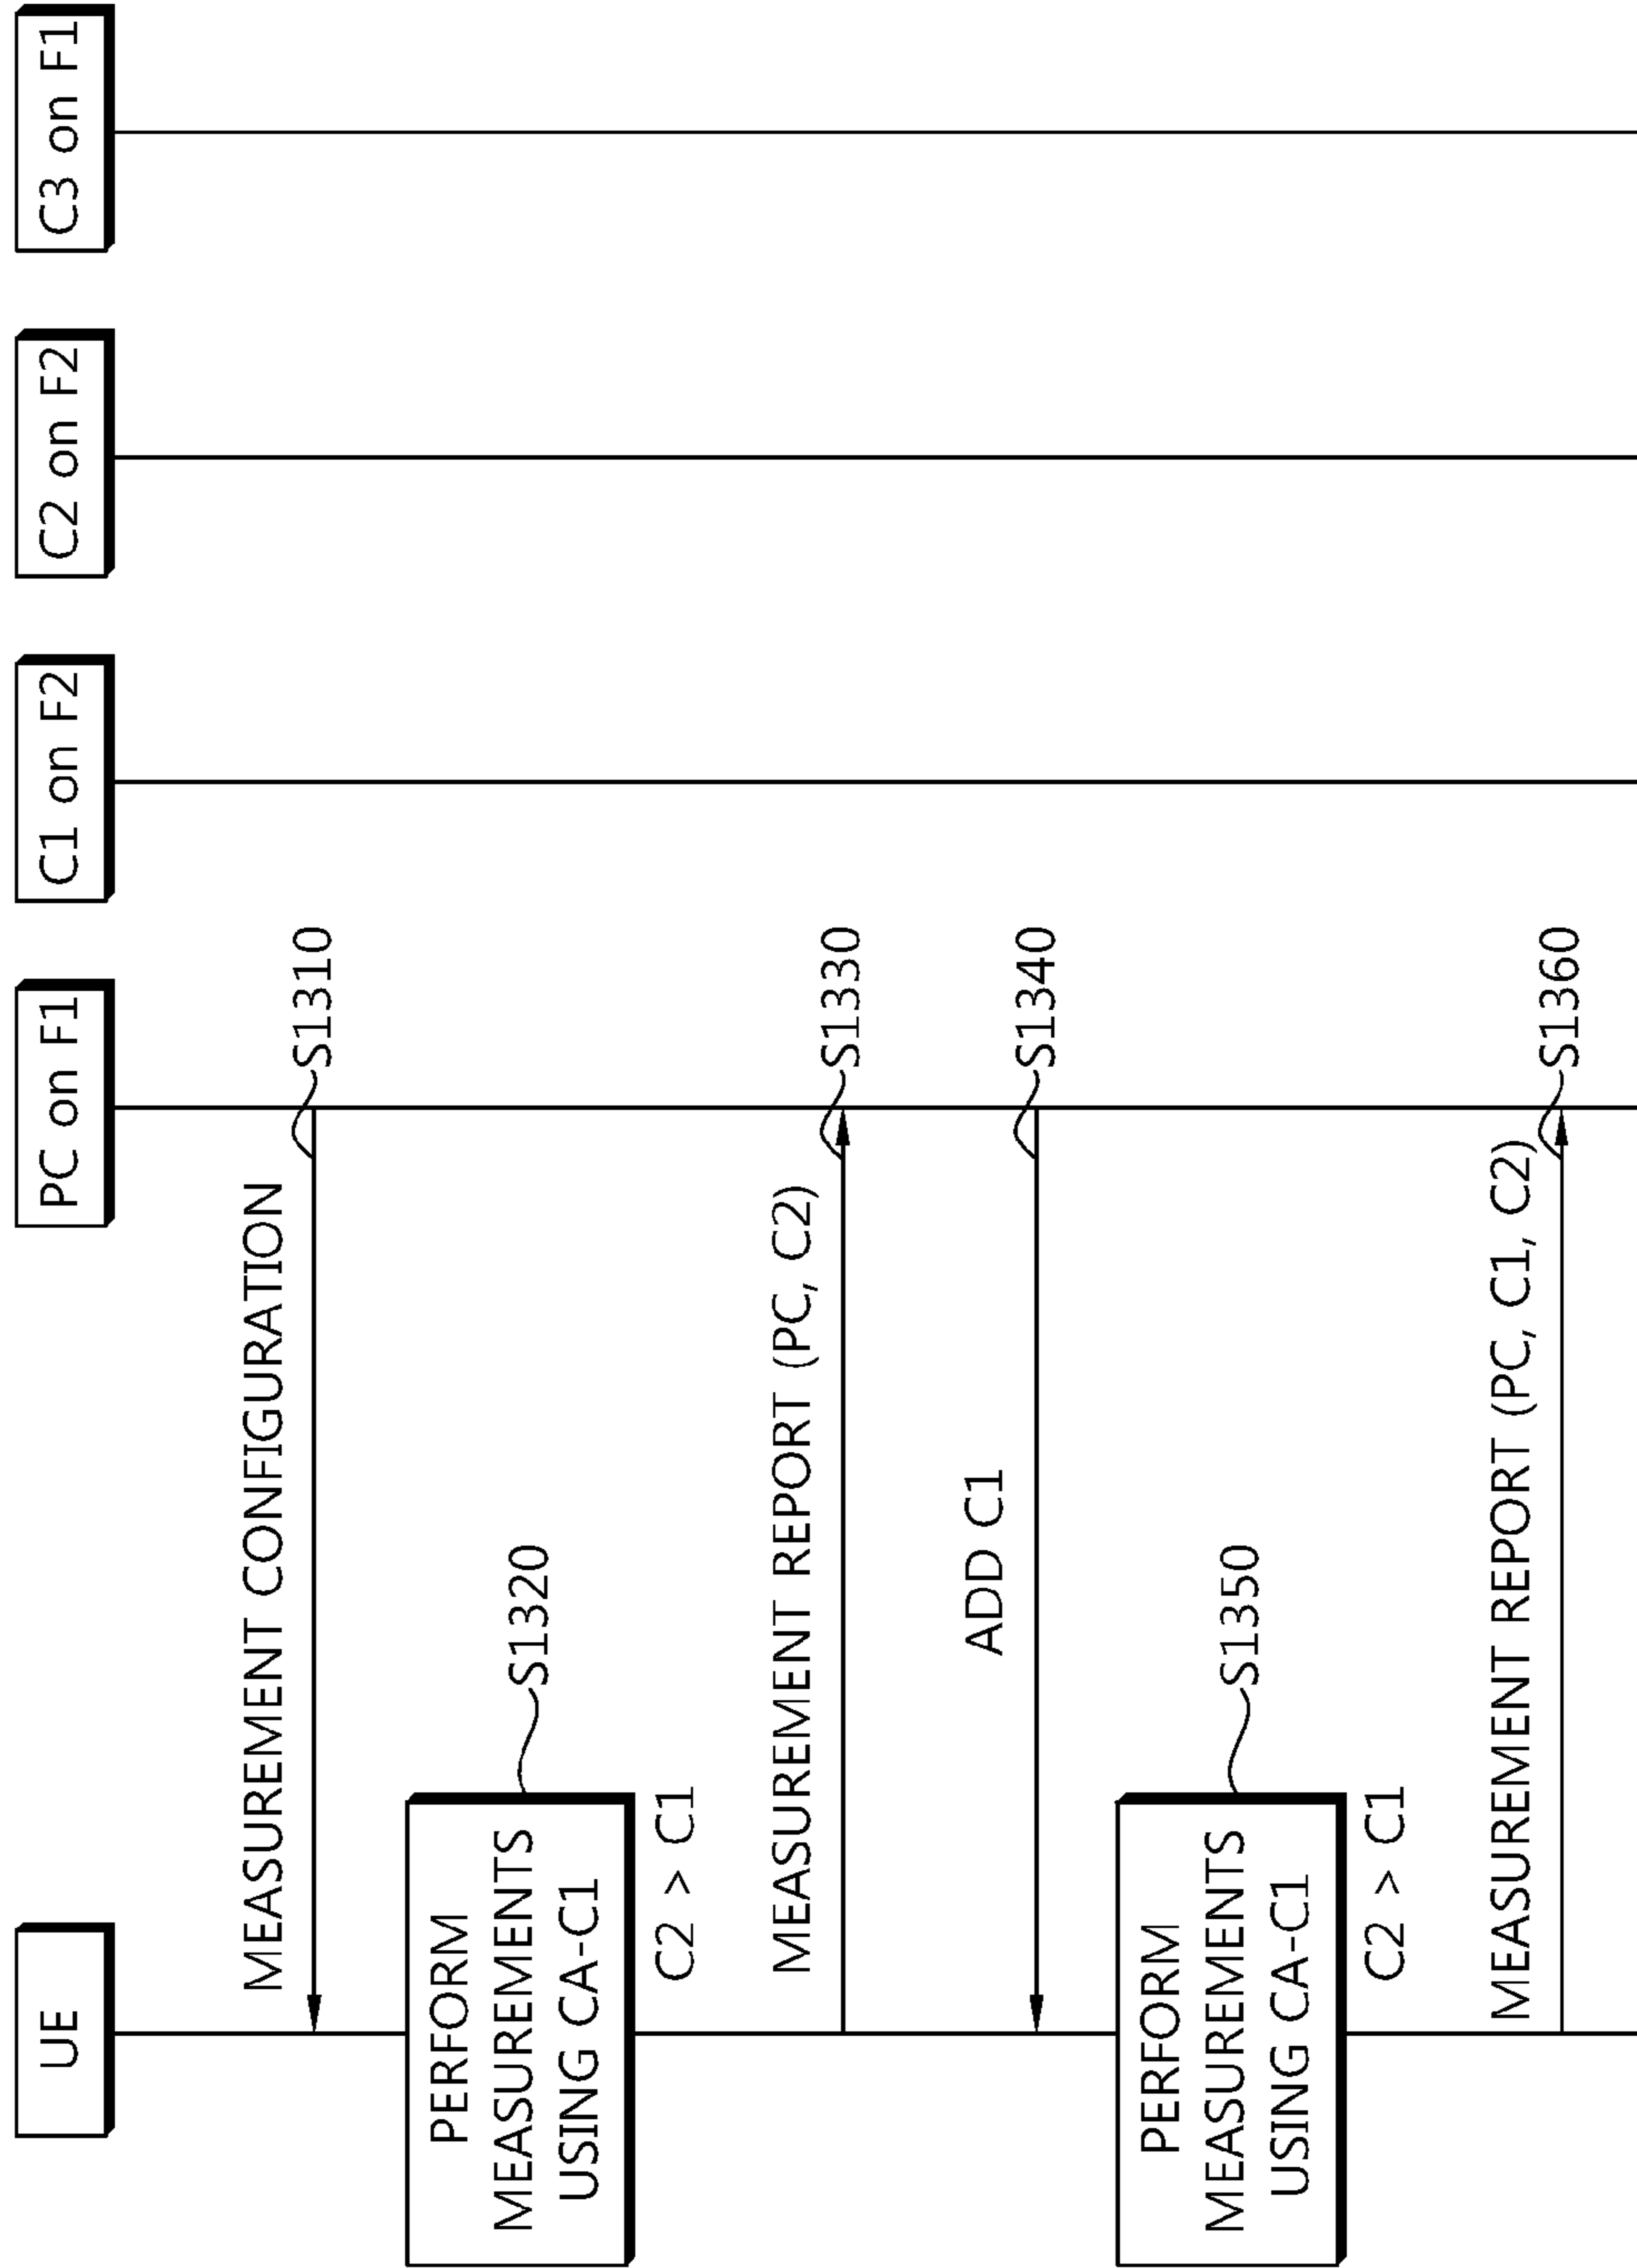 UE
PC on F1
C1 on F2
C2 on F2
C3 on F1
MEASUREMENT CONFIGURATION
S1310
PERFORM
MEASUREMENTS
USING CA-C1
S1320
C2 > C1
MEASUREMENT REPORT (PC, C2)
S1330
ADD C1
S1340
PERFORM
MEASUREMENTS
USING CA-C1
S1350
C2 > C1
MEASUREMENT REPORT (PC, C1, C2)
S1360